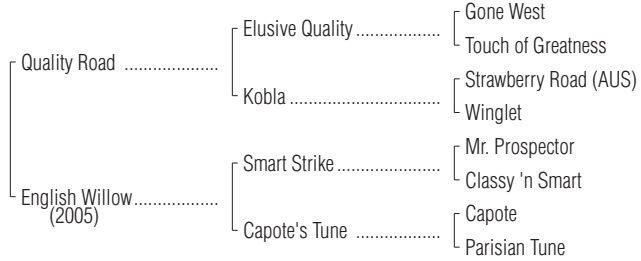 Gone West
Elusive Quality ..................
Touch of Greatness
Quality Road ....................
Strawberry Road (AUS)
Kobla ................................
Winglet
Mr. Prospector
Smart Strike ......................
Classy 'n Smart
English Willow..................
(2005)
Capote
Capote's Tune ..................
Parisian Tune